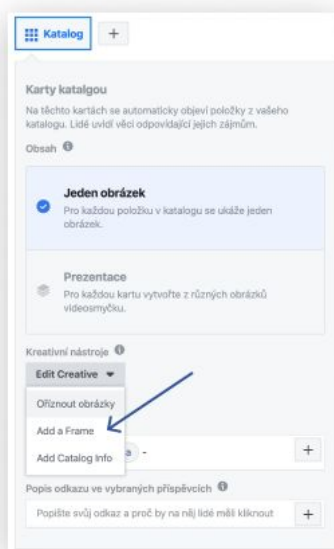 Katalog +
Karty katalgou
Na těchto kartách se automaticky objeví položky z vašeho
katalogu. Lidé uvidí věci odpovídající jejich zájmům.
Obsah
Jeden obrázek
Pro každou položku v katalogu se ukáže jeden
obrázek.
Prezentace
Pro každou kartu vytvořte z různých obrázků
videosmyčku.
Kreativní nástroje
Edit Creative
Oříznout obrázky
Add a Frame
Add Catalog Info
a - +
Popis odkazu ve vybraných příspěvcích
Popište svůj odkaz a proč by na něj lidé měli kliknout +